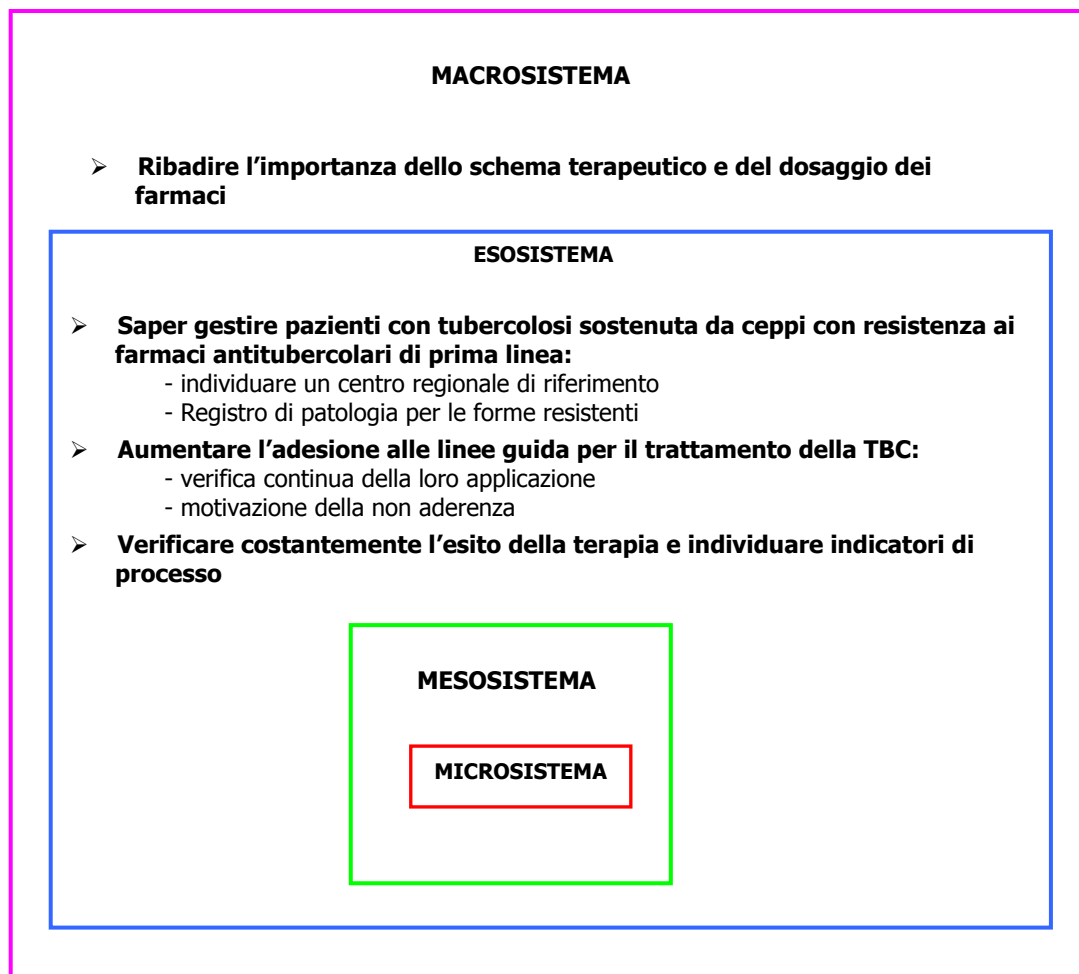 MACROSISTEMA
➢ Ribadire l’importanza dello schema terapeutico e del dosaggio dei
farmaci
ESOSISTEMA
➢ Saper gestire pazienti con tubercolosi sostenuta da ceppi con resistenza ai
farmaci antitubercolari di prima linea:
- individuare un centro regionale di riferimento
- Registro di patologia per le forme resistenti
➢ Aumentare l’adesione alle linee guida per il trattamento della TBC:
- verifica continua della loro applicazione
- motivazione della non aderenza
➢ Verificare costantemente l’esito della terapia e individuare indicatori di
processo
MESOSISTEMA
MICROSISTEMA